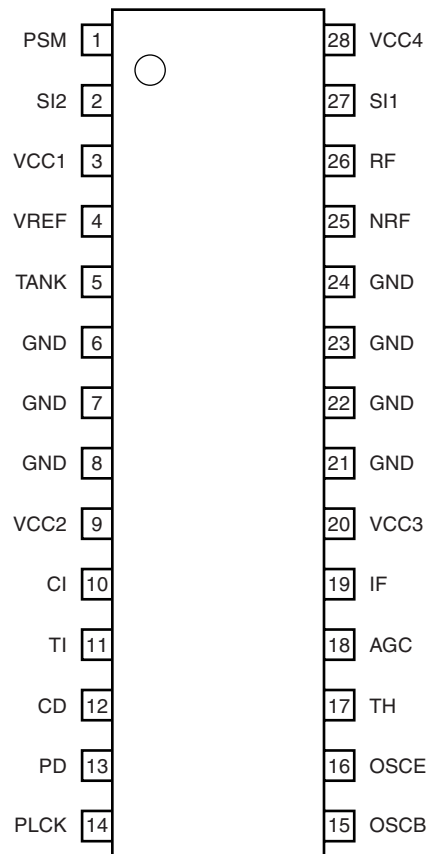 PSM 1 28 VCC4
SI2 2 27 SI1
VCC1 3 26 RF
VREF 4 25 NRF
TANK 5 24 GND
GND 6 23 GND
GND 7 22 GND
GND 8 21 GND
VCC2 9 20 VCC3
CI 10 19 IF
TI 11 18 AGC
CD 12 17 TH
PD 13 16 OSCE
PLCK 14 15 OSCB